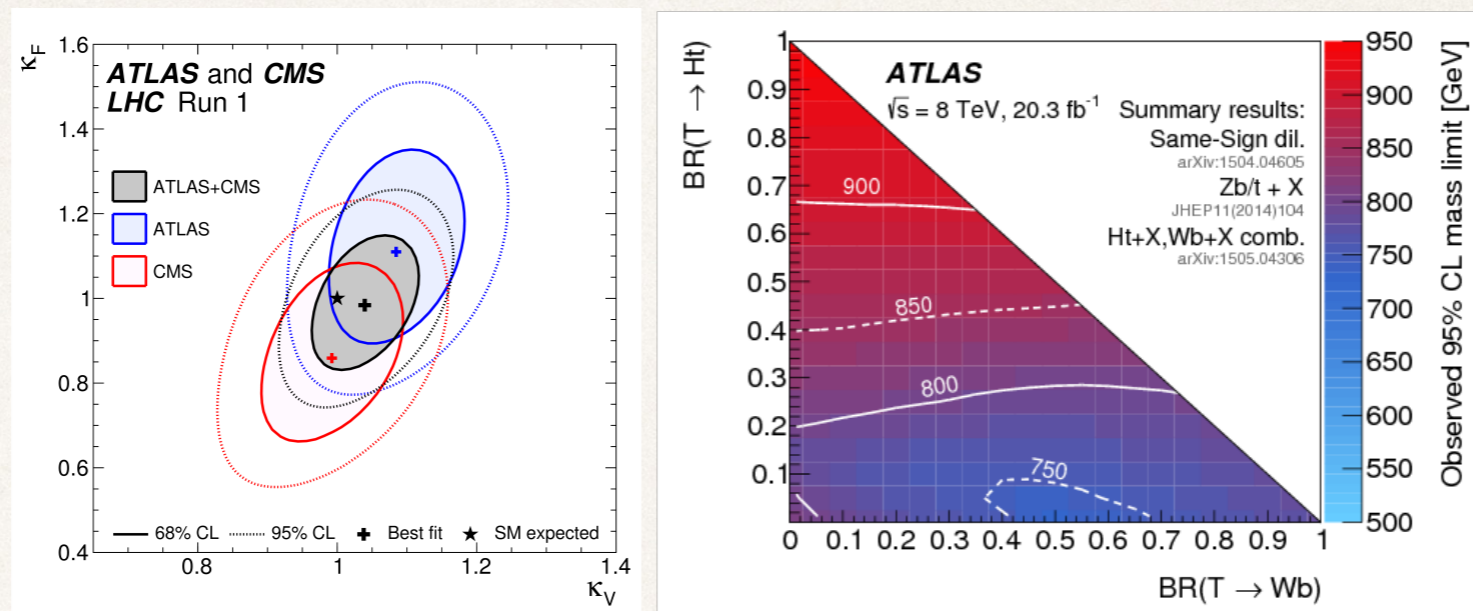 κF
1.6
1.4
1.2
1
0.8
0.6
0.4
ATLAS and CMS
LHC Run 1
ATLAS+CMS
ATLAS
CMS
68% CL 95% CL Best fit SM expected
0.8 1 1.2 1.4
κV
BR(T → Ht)
1
0.9
0.8
0.7
0.6
0.5
0.4
0.3
0.2
0.1
ATLAS
√s = 8 TeV, 20.3 fb⁻¹ Summary results:
Same-Sign dil.
arXiv:1504.04605
Zb/t + X
JHEP11(2014)104
Ht+X,Wb+X comb.
arXiv:1505.04306
900
850
800
750
0 0.1 0.2 0.3 0.4 0.5 0.6 0.7 0.8 0.9 1
BR(T → Wb)
950
900
850
800
750
700
650
600
550
500
Observed 95% CL mass limit [GeV]